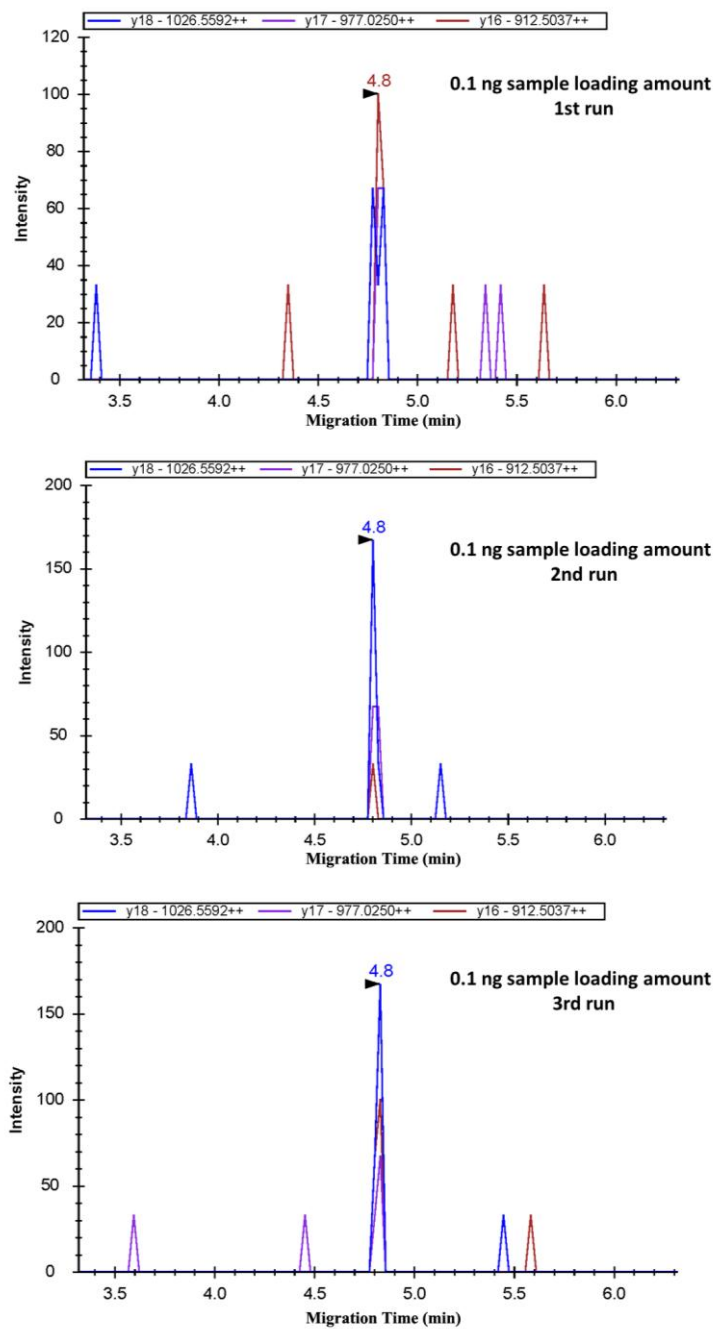 y18 - 1026.5592++ y17 - 977.0250++ y16 - 912.5037++
120
100
80
60
40
20
0
Intensity
4.8
0.1 ng sample loading amount
1st run
3.5 4.0 4.5 5.0 5.5 6.0
Migration Time (min)
y18 - 1026.5592++ y17 - 977.0250++ y16 - 912.5037++
200
150
100
50
0
Intensity
4.8
0.1 ng sample loading amount
2nd run
3.5 4.0 4.5 5.0 5.5 6.0
Migration Time (min)
y18 - 1026.5592++ y17 - 977.0250++ y16 - 912.5037++
200
150
100
50
0
Intensity
4.8
0.1 ng sample loading amount
3rd run
3.5 4.0 4.5 5.0 5.5 6.0
Migration Time (min)